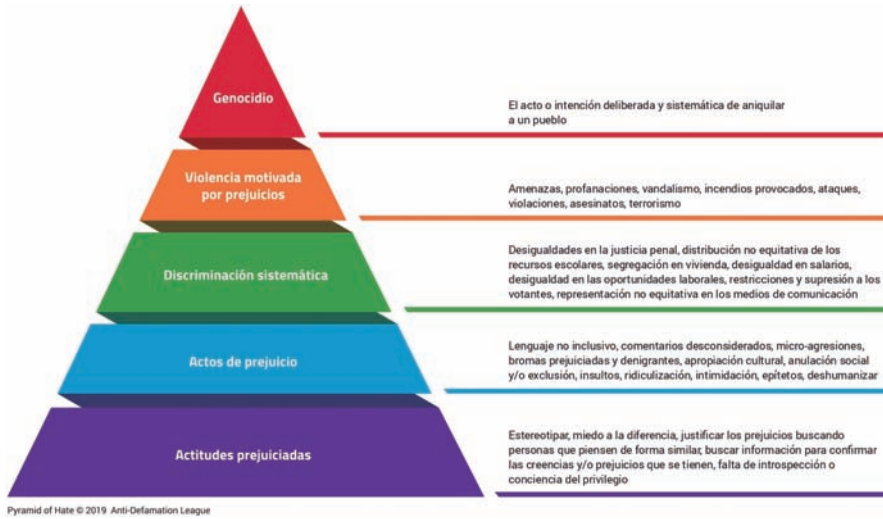 Genocidio
El acto o intención deliberada y sistemática de aniquilar
a un pueblo
Violencia motivada
por prejuicios
Amenazas, profanaciones, vandalismo, incendios provocados, ataques,
violaciones, asesinatos, terrorismo
Discriminación sistemática
Desigualdades en la justicia penal, distribución no equitativa de los
recursos escolares, segregación en vivienda, desigualdad en salarios,
desigualdad en las oportunidades laborales, restricciones y supresión a los
votantes, representación no equitativa en los medios de comunicación
Actos de prejuicio
Lenguaje no inclusivo, comentarios desconsiderados, micro-agresiones,
bromas prejuiciadas y denigrantes, apropiación cultural, anulación social
y/o exclusión, insultos, ridiculización, intimidación, epítetos, deshumanizar
Actitudes prejuiciadas
Estereotipar, miedo a la diferencia, justificar los prejuicios buscando
personas que piensen de forma similar, buscar información para confirmar
las creencias y/o prejuicios que se tienen, falta de introspección o
conciencia del privilegio
Pyramid of Hate © 2019 Anti-Defamation League